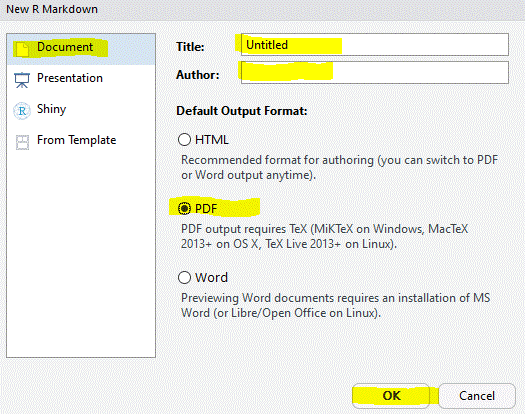 New R Markdown
Document
Presentation
Shiny
From Template
Title:
Untitled
Author:
Default Output Format:
HTML
Recommended format for authoring (you can switch to PDF
or Word output anytime).
PDF
PDF output requires TeX (MiKTeX on Windows, MacTeX
2013+ on OS X, TeX Live 2013+ on Linux).
Word
Previewing Word documents requires an installation of MS
Word (or Libre/Open Office on Linux).
OK
Cancel